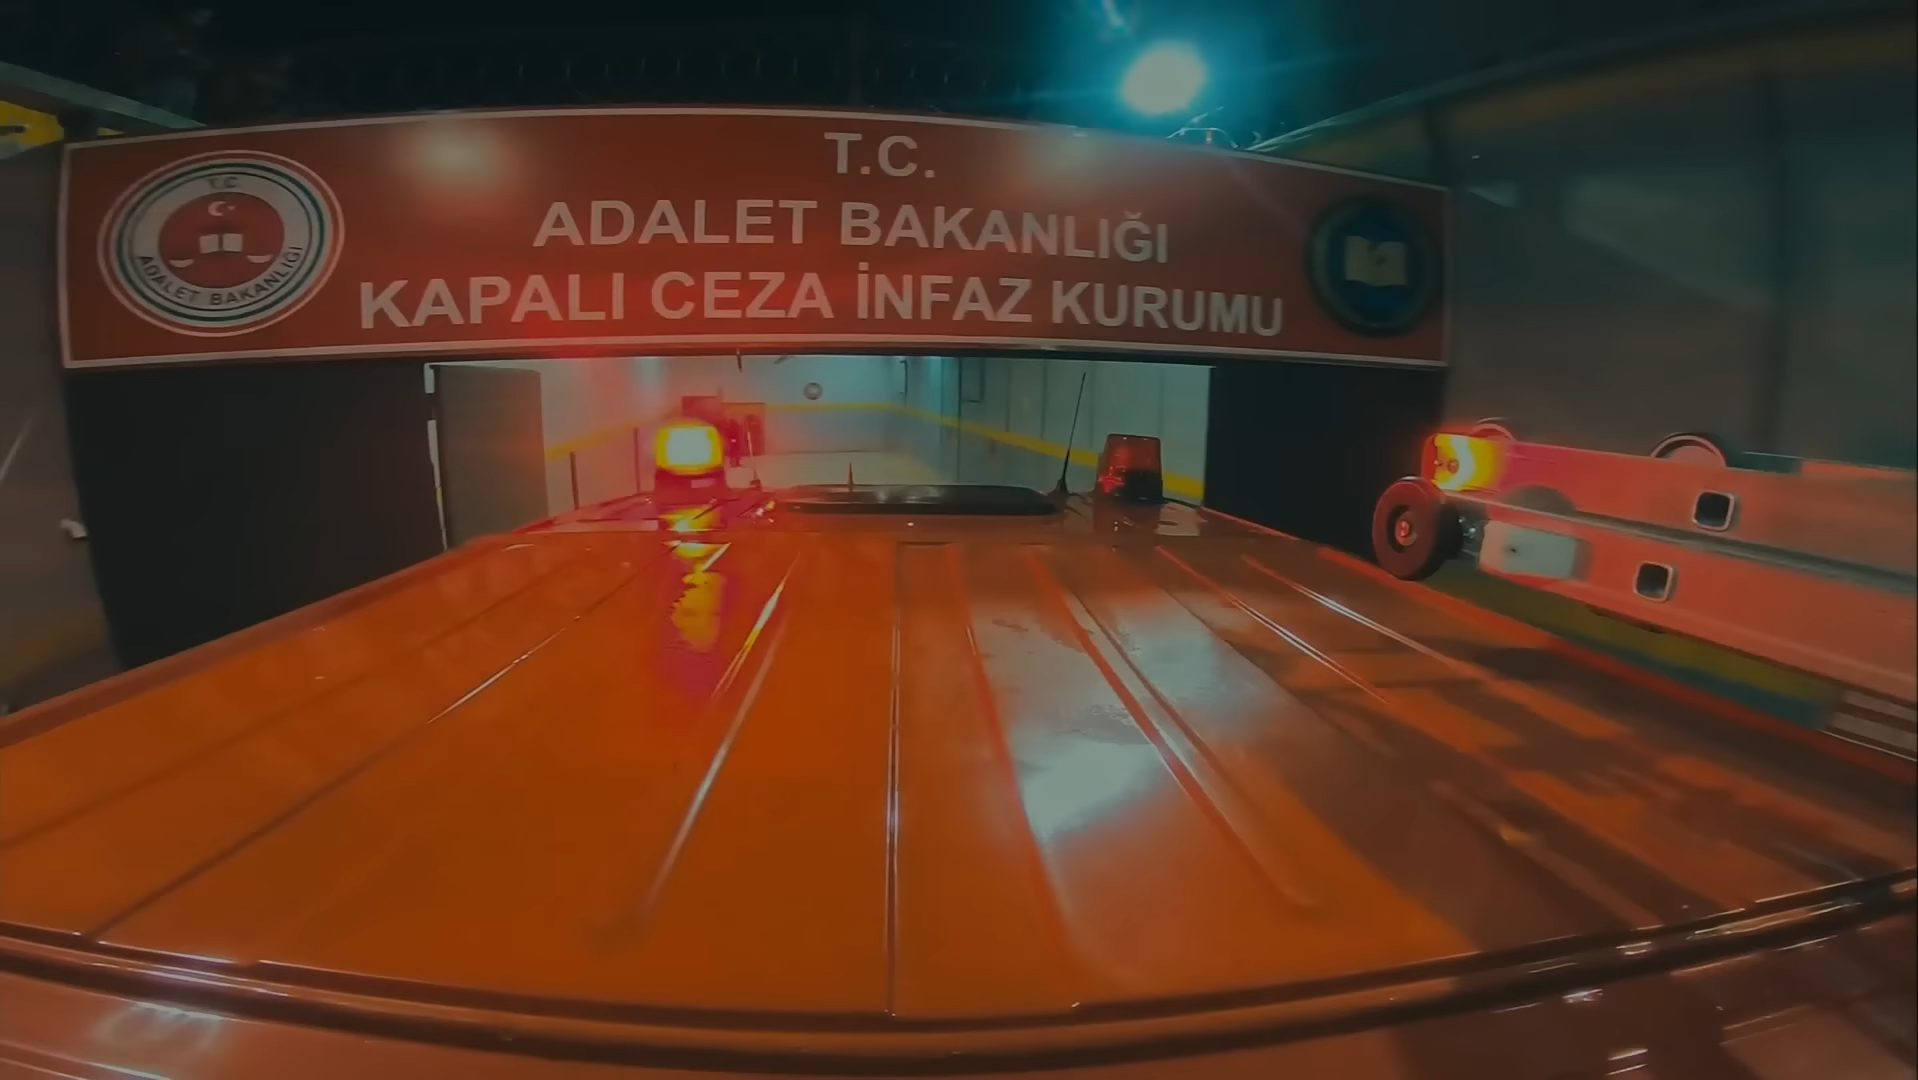 T.C.
ADALET BAKANLIĞI
KAPALI CEZA İNFAZ KURUMU
T.C
ADALET BAKANLIĞI